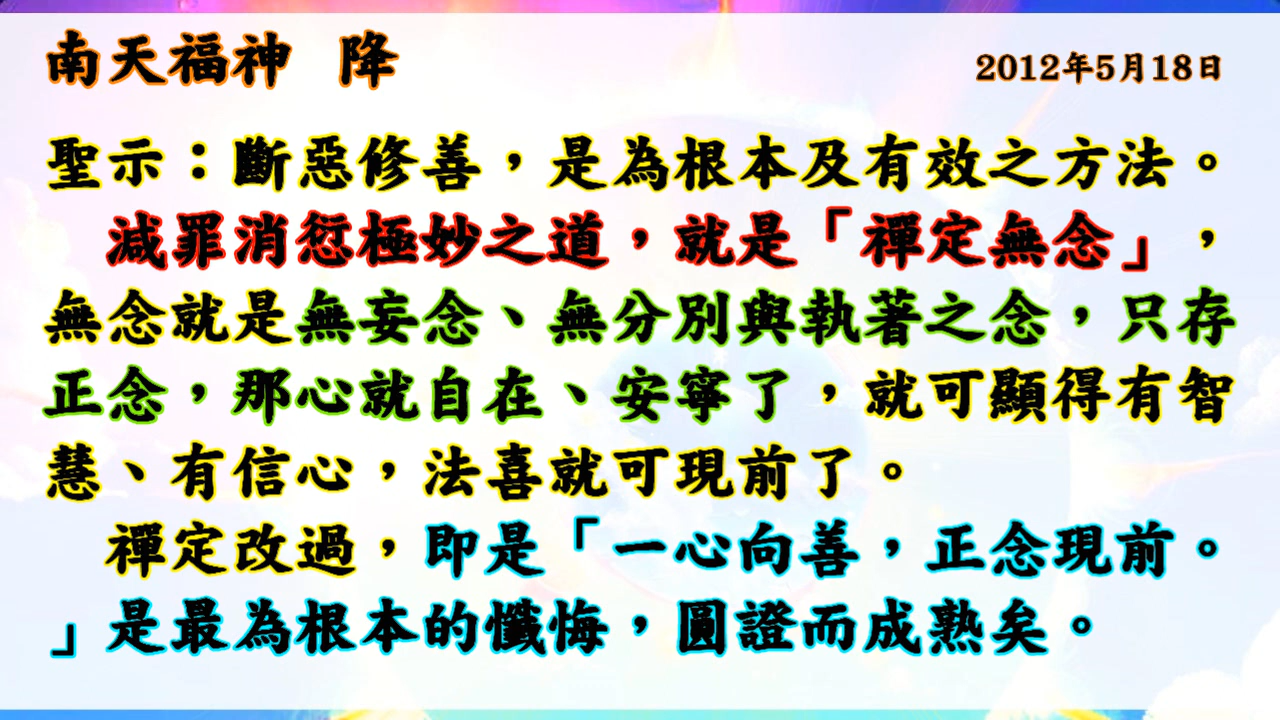 南天福神　降
2012年5月18日
聖示：斷惡修善，是為根本及有效之方法。
減罪消愆極妙之道，就是「禪定無念」，
無念就是無妄念、無分別與執著之念，只存
正念，那心就自在、安寧了，就可顯得有智
慧、有信心，法喜就可現前了。
禪定改過，即是「一心向善，正念現前。
」是最為根本的懺悔，圓證而成熟矣。